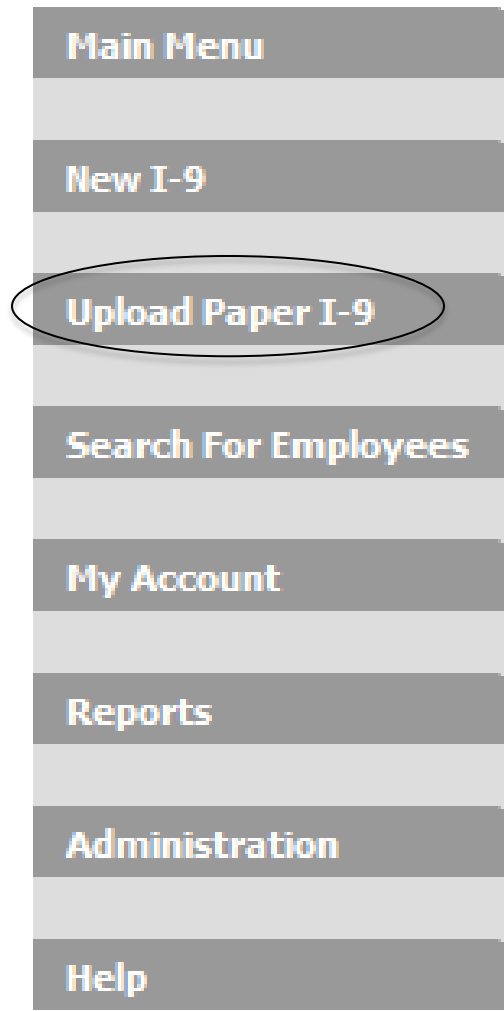 Main Menu
New I-9
Upload Paper I-9
Search For Employees
My Account
Reports
Administration
Help